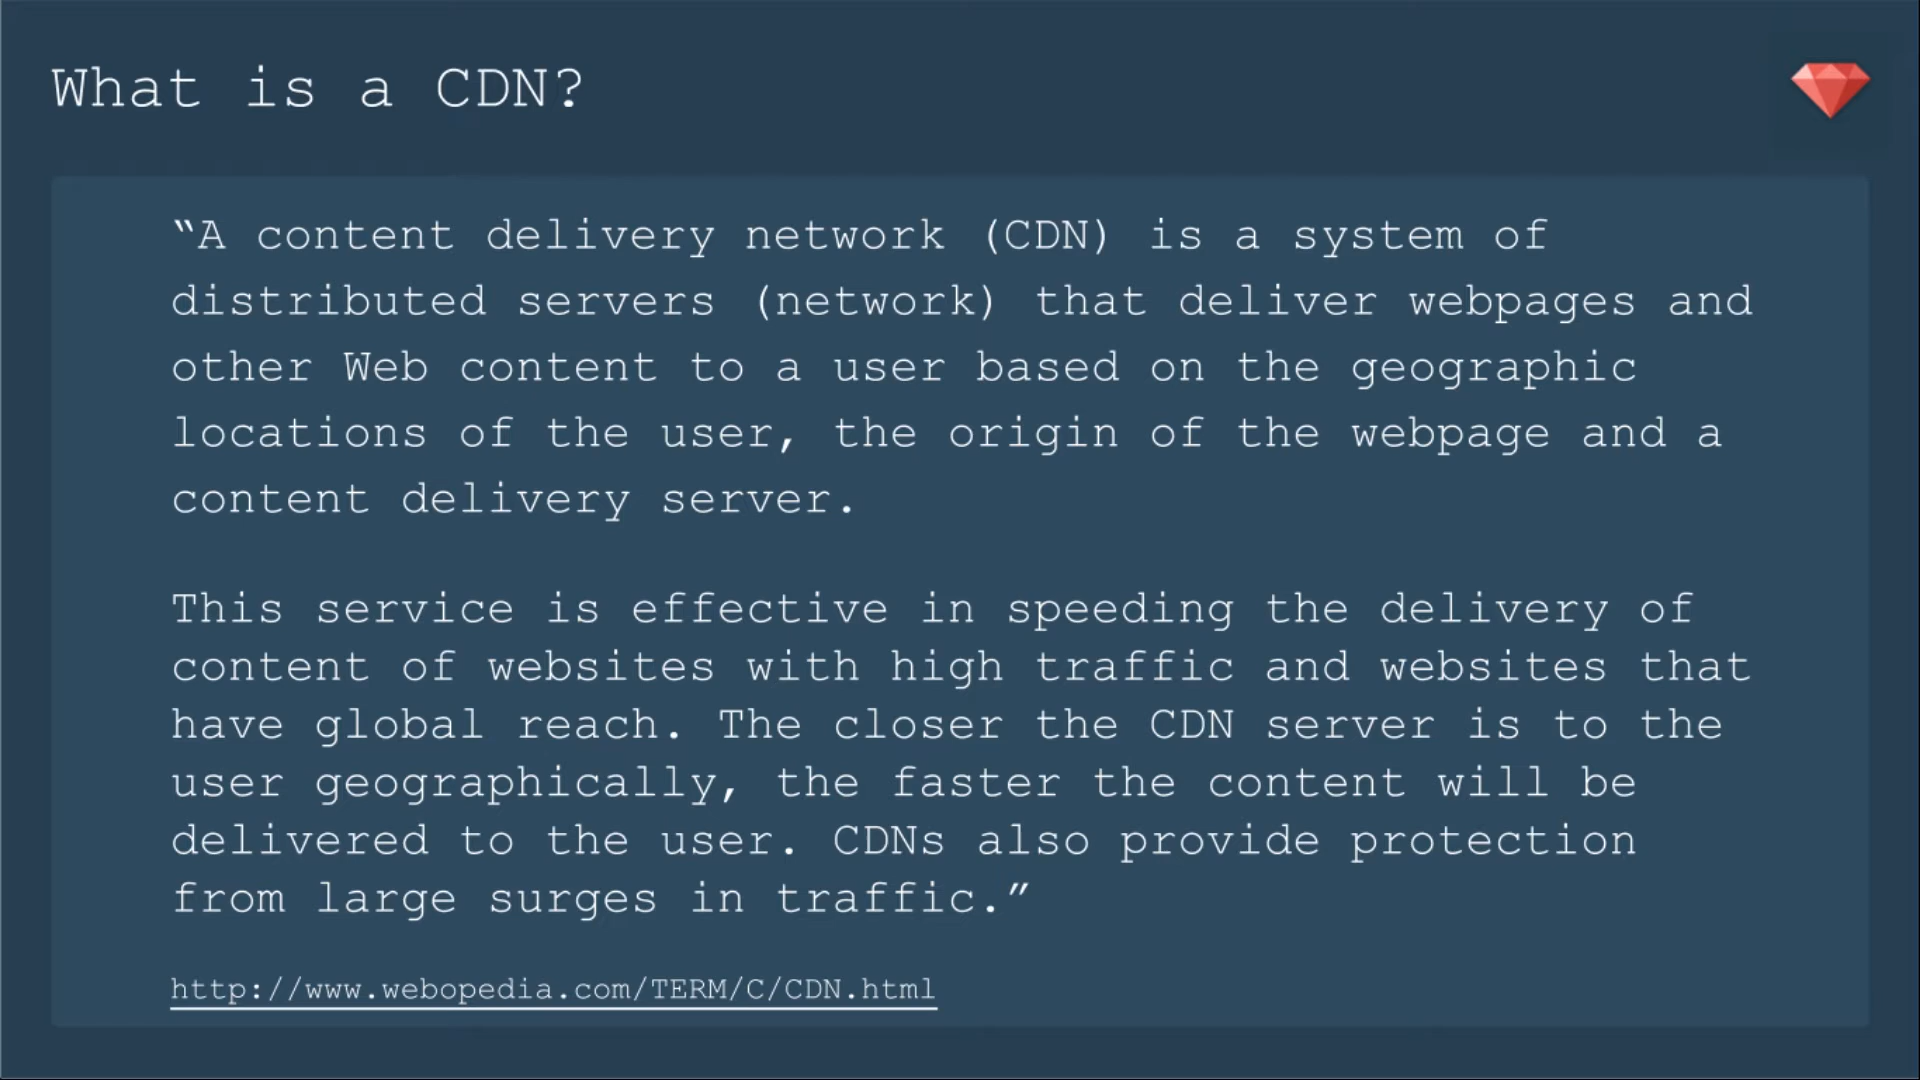 What is a CDN?
“A content delivery network (CDN) is a system of
distributed servers (network) that deliver webpages and
other Web content to a user based on the geographic
locations of the user, the origin of the webpage and a
content delivery server.
This service is effective in speeding the delivery of
content of websites with high traffic and websites that
have global reach. The closer the CDN server is to the
user geographically, the faster the content will be
delivered to the user. CDNs also provide protection
from large surges in traffic.”
http://www.webopedia.com/TERM/C/CDN.html